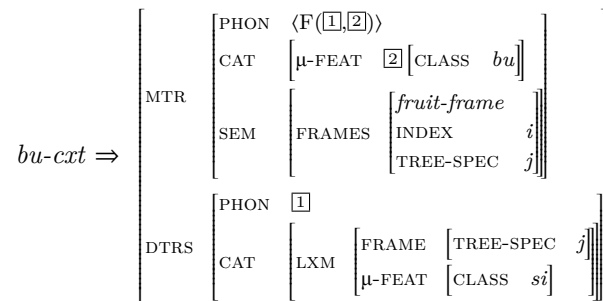 PHON ⟨F(1,2)⟩
CAT μ-FEAT 2 CLASS bu
MTR
fruit-frame
SEM FRAMES INDEX i
TREE-SPEC j
bu-cxt ⇒
PHON 1
DTRS
FRAME TREE-SPEC j
CAT LXM
μ-FEAT CLASS si